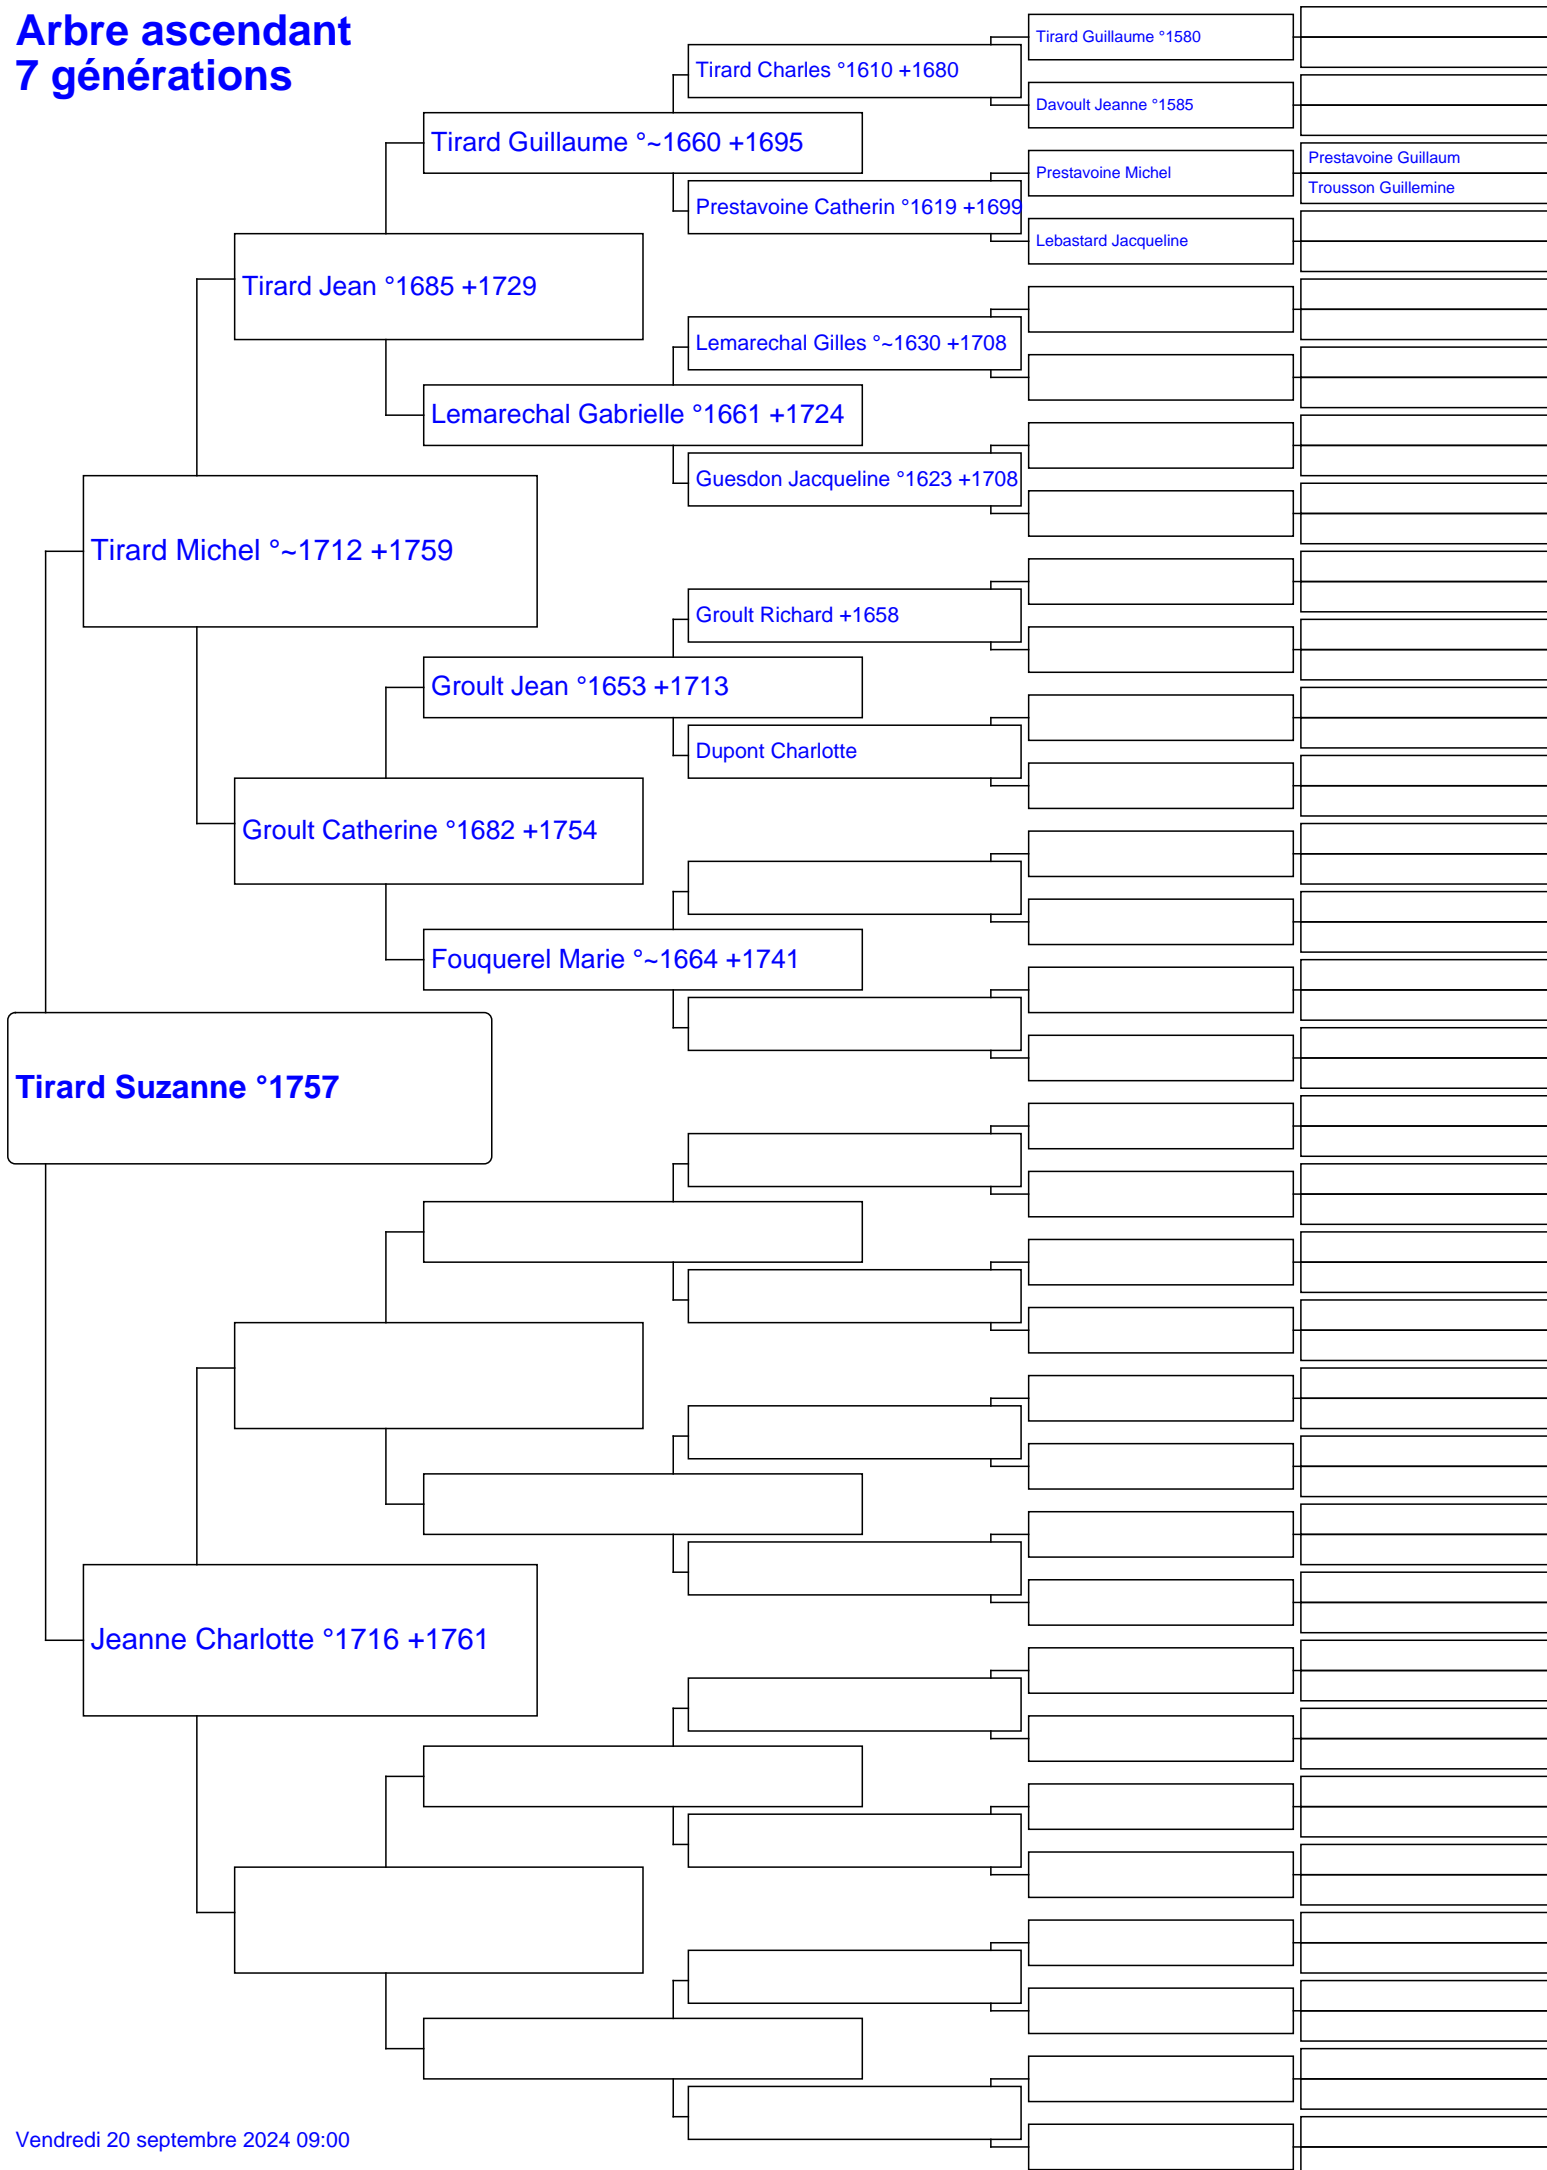 Arbre ascendant
7 générations
Tirard Guillaume °1580
Tirard Charles °1610 +1680
Davoult Jeanne °1585
Tirard Guillaume °~1660 +1695
Prestavoine Guillaum
Prestavoine Michel
Trousson Guillemine
Prestavoine Catherin °1619 +1699
Lebastard Jacqueline
Tirard Jean °1685 +1729
Lemarechal Gilles °~1630 +1708
Lemarechal Gabrielle °1661 +1724
Guesdon Jacqueline °1623 +1708
Tirard Michel °~1712 +1759
Groult Richard +1658
Groult Jean °1653 +1713
Dupont Charlotte
Groult Catherine °1682 +1754
Fouquerel Marie °~1664 +1741
Tirard Suzanne °1757
Jeanne Charlotte °1716 +1761
Vendredi 20 septembre 2024 09:00